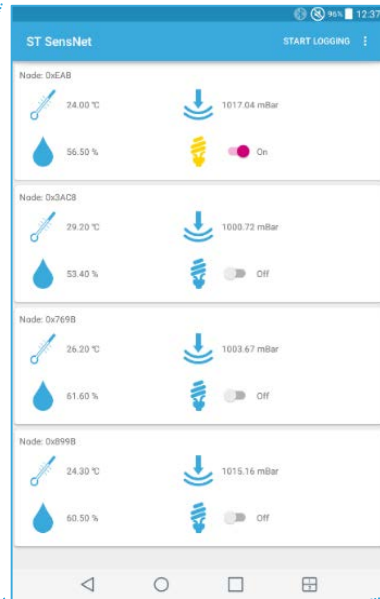 96% 12:37
ST SensNet START LOGGING
Node: 0xEAB
24.00 °C 1017.04 mBar
56.50 % On
Node: 0x3AC8
29.20 °C 1000.72 mBar
53.40 % Off
Node: 0x769B
26.20 °C 1003.67 mBar
61.60 % Off
Node: 0x899B
24.30 °C 1015.16 mBar
60.50 % Off